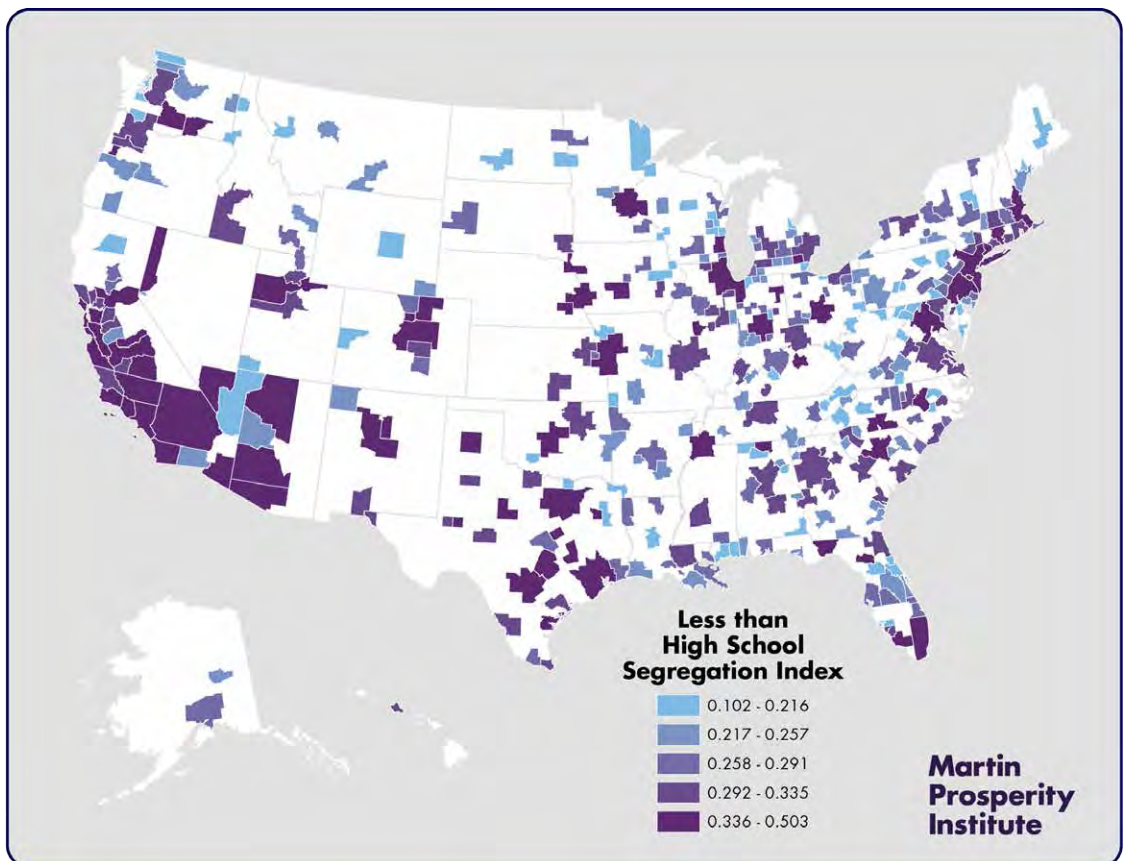 Less than
High School
Segregation Index
0.102 - 0.216
0.217 - 0.257
0.258 - 0.291
0.292 - 0.335
0.336 - 0.503
Martin
Prosperity
Institute